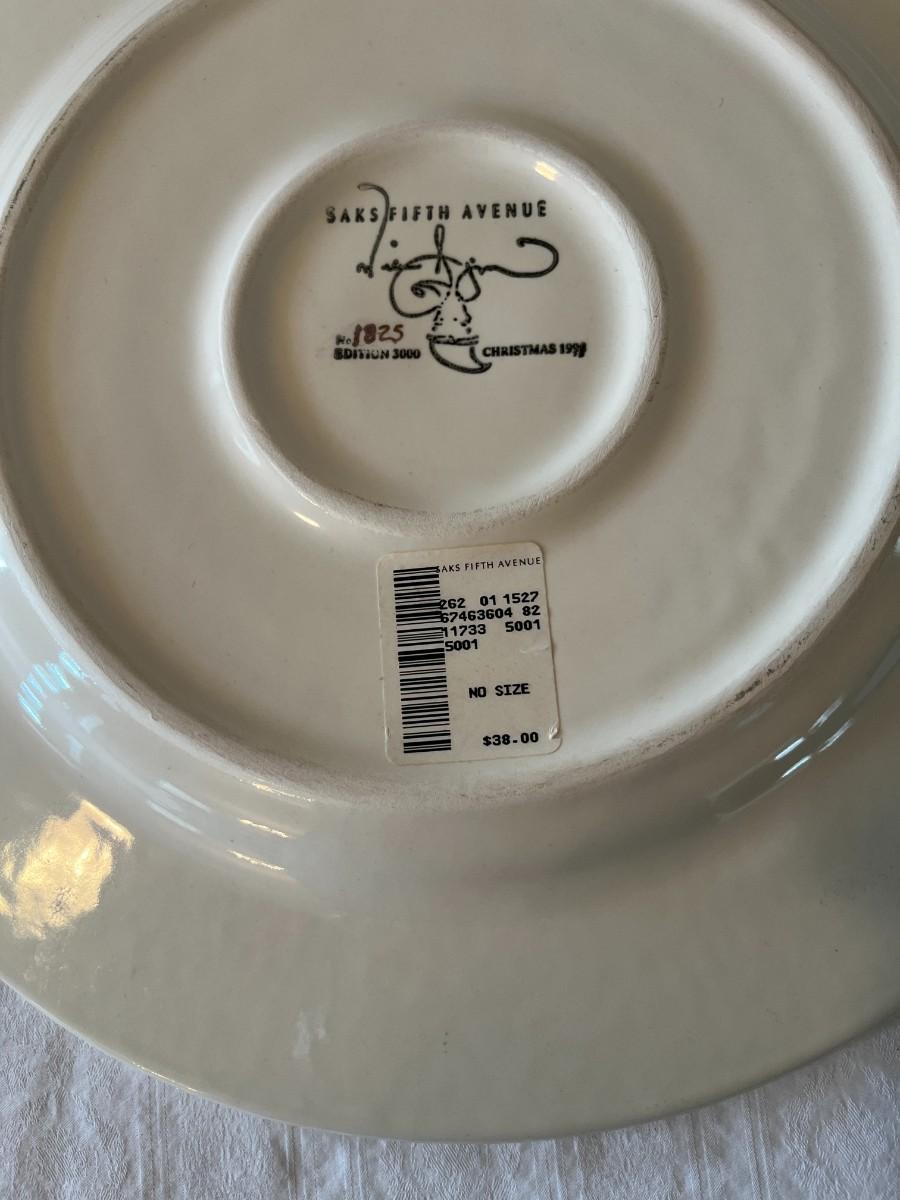 SAKS FIFTH AVENUE
No. 1825
EDITION 3000
CHRISTMAS 1998
SAKS FIFTH AVENUE
262 01 1527
67463604 82
11733 5001
5001
NO SIZE
$38.00